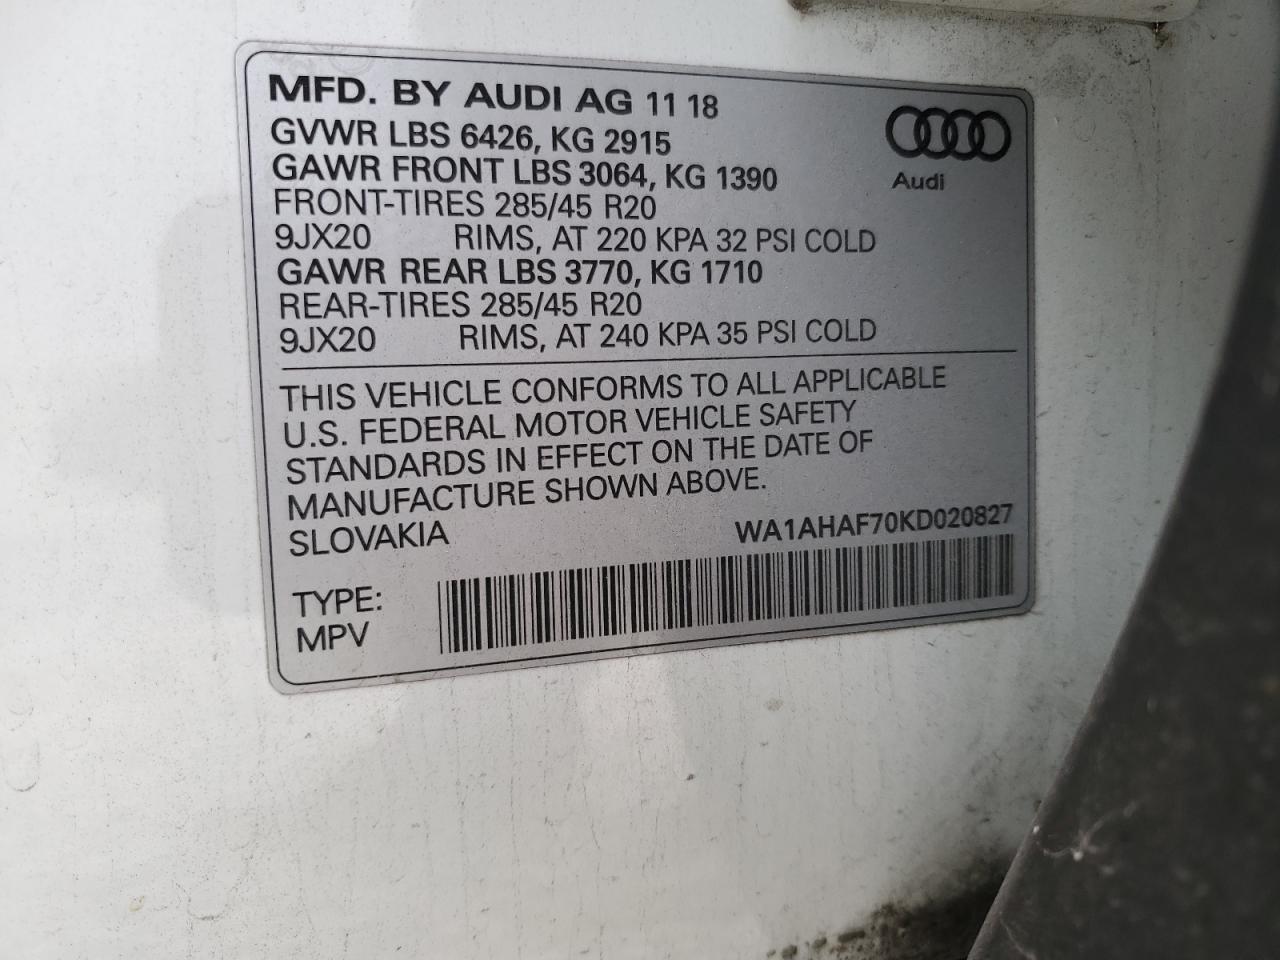 MFD. BY AUDI AG 11 18
GVWR LBS 6426, KG 2915
GAWR FRONT LBS 3064, KG 1390
FRONT-TIRES 285/45 R20
9JX20 RIMS, AT 220 KPA 32 PSI COLD
GAWR REAR LBS 3770, KG 1710
REAR-TIRES 285/45 R20
9JX20 RIMS, AT 240 KPA 35 PSI COLD
Audi
THIS VEHICLE CONFORMS TO ALL APPLICABLE
U.S. FEDERAL MOTOR VEHICLE SAFETY
STANDARDS IN EFFECT ON THE DATE OF
MANUFACTURE SHOWN ABOVE.
SLOVAKIA WA1AHAF70KD020827
TYPE:
MPV